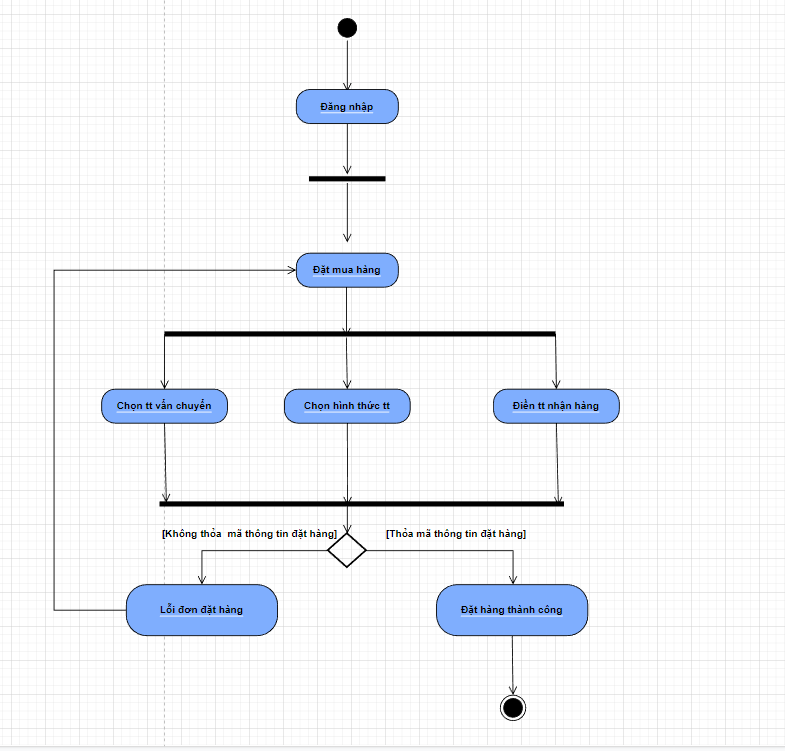 Đăng nhập
Đặt mua hàng
Chọn tt vẩn chuyển
Chọn hình thức tt
Điền tt nhận hàng
[Không thỏa  mã thông tin đặt hàng]
[Thỏa mã thông tin đặt hàng]
Lỗi đơn đặt hàng
Đặt hàng thành công